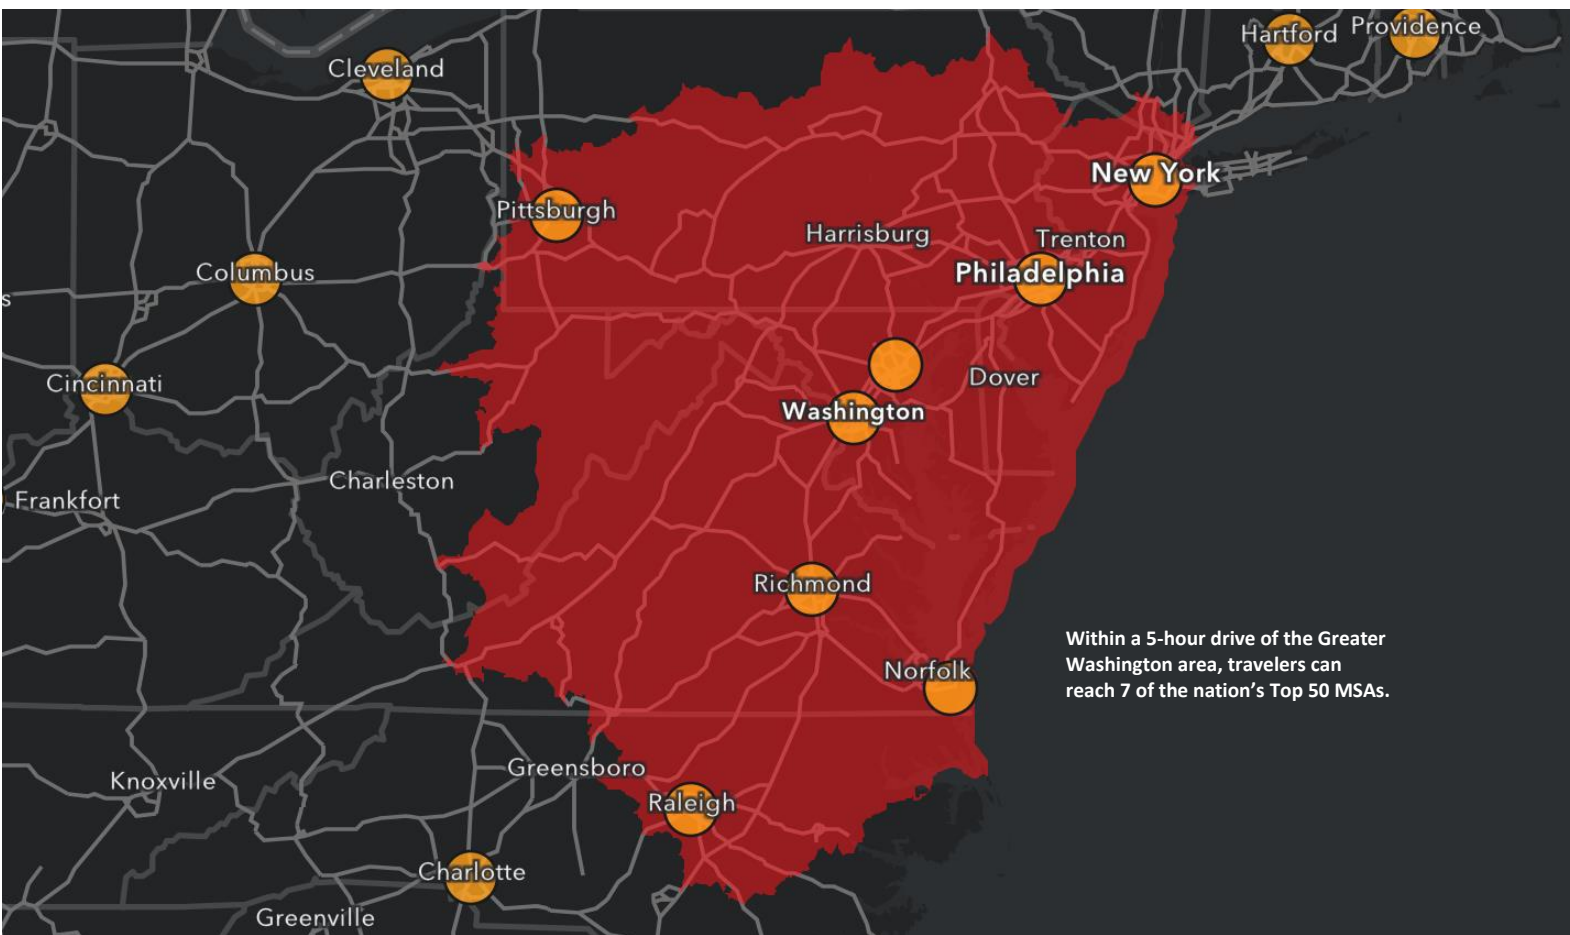 Hartford
Providence
Cleveland
New York
Pittsburgh
Harrisburg
Trenton
Columbus
Philadelphia
s
Cincinnati
Dover
Washington
Charleston
Frankfort
Richmond
Within a 5-hour drive of the Greater
Washington area, travelers can
reach 7 of the nation’s Top 50 MSAs.
Norfolk
Greensboro
Knoxville
Raleigh
Charlotte
Greenville